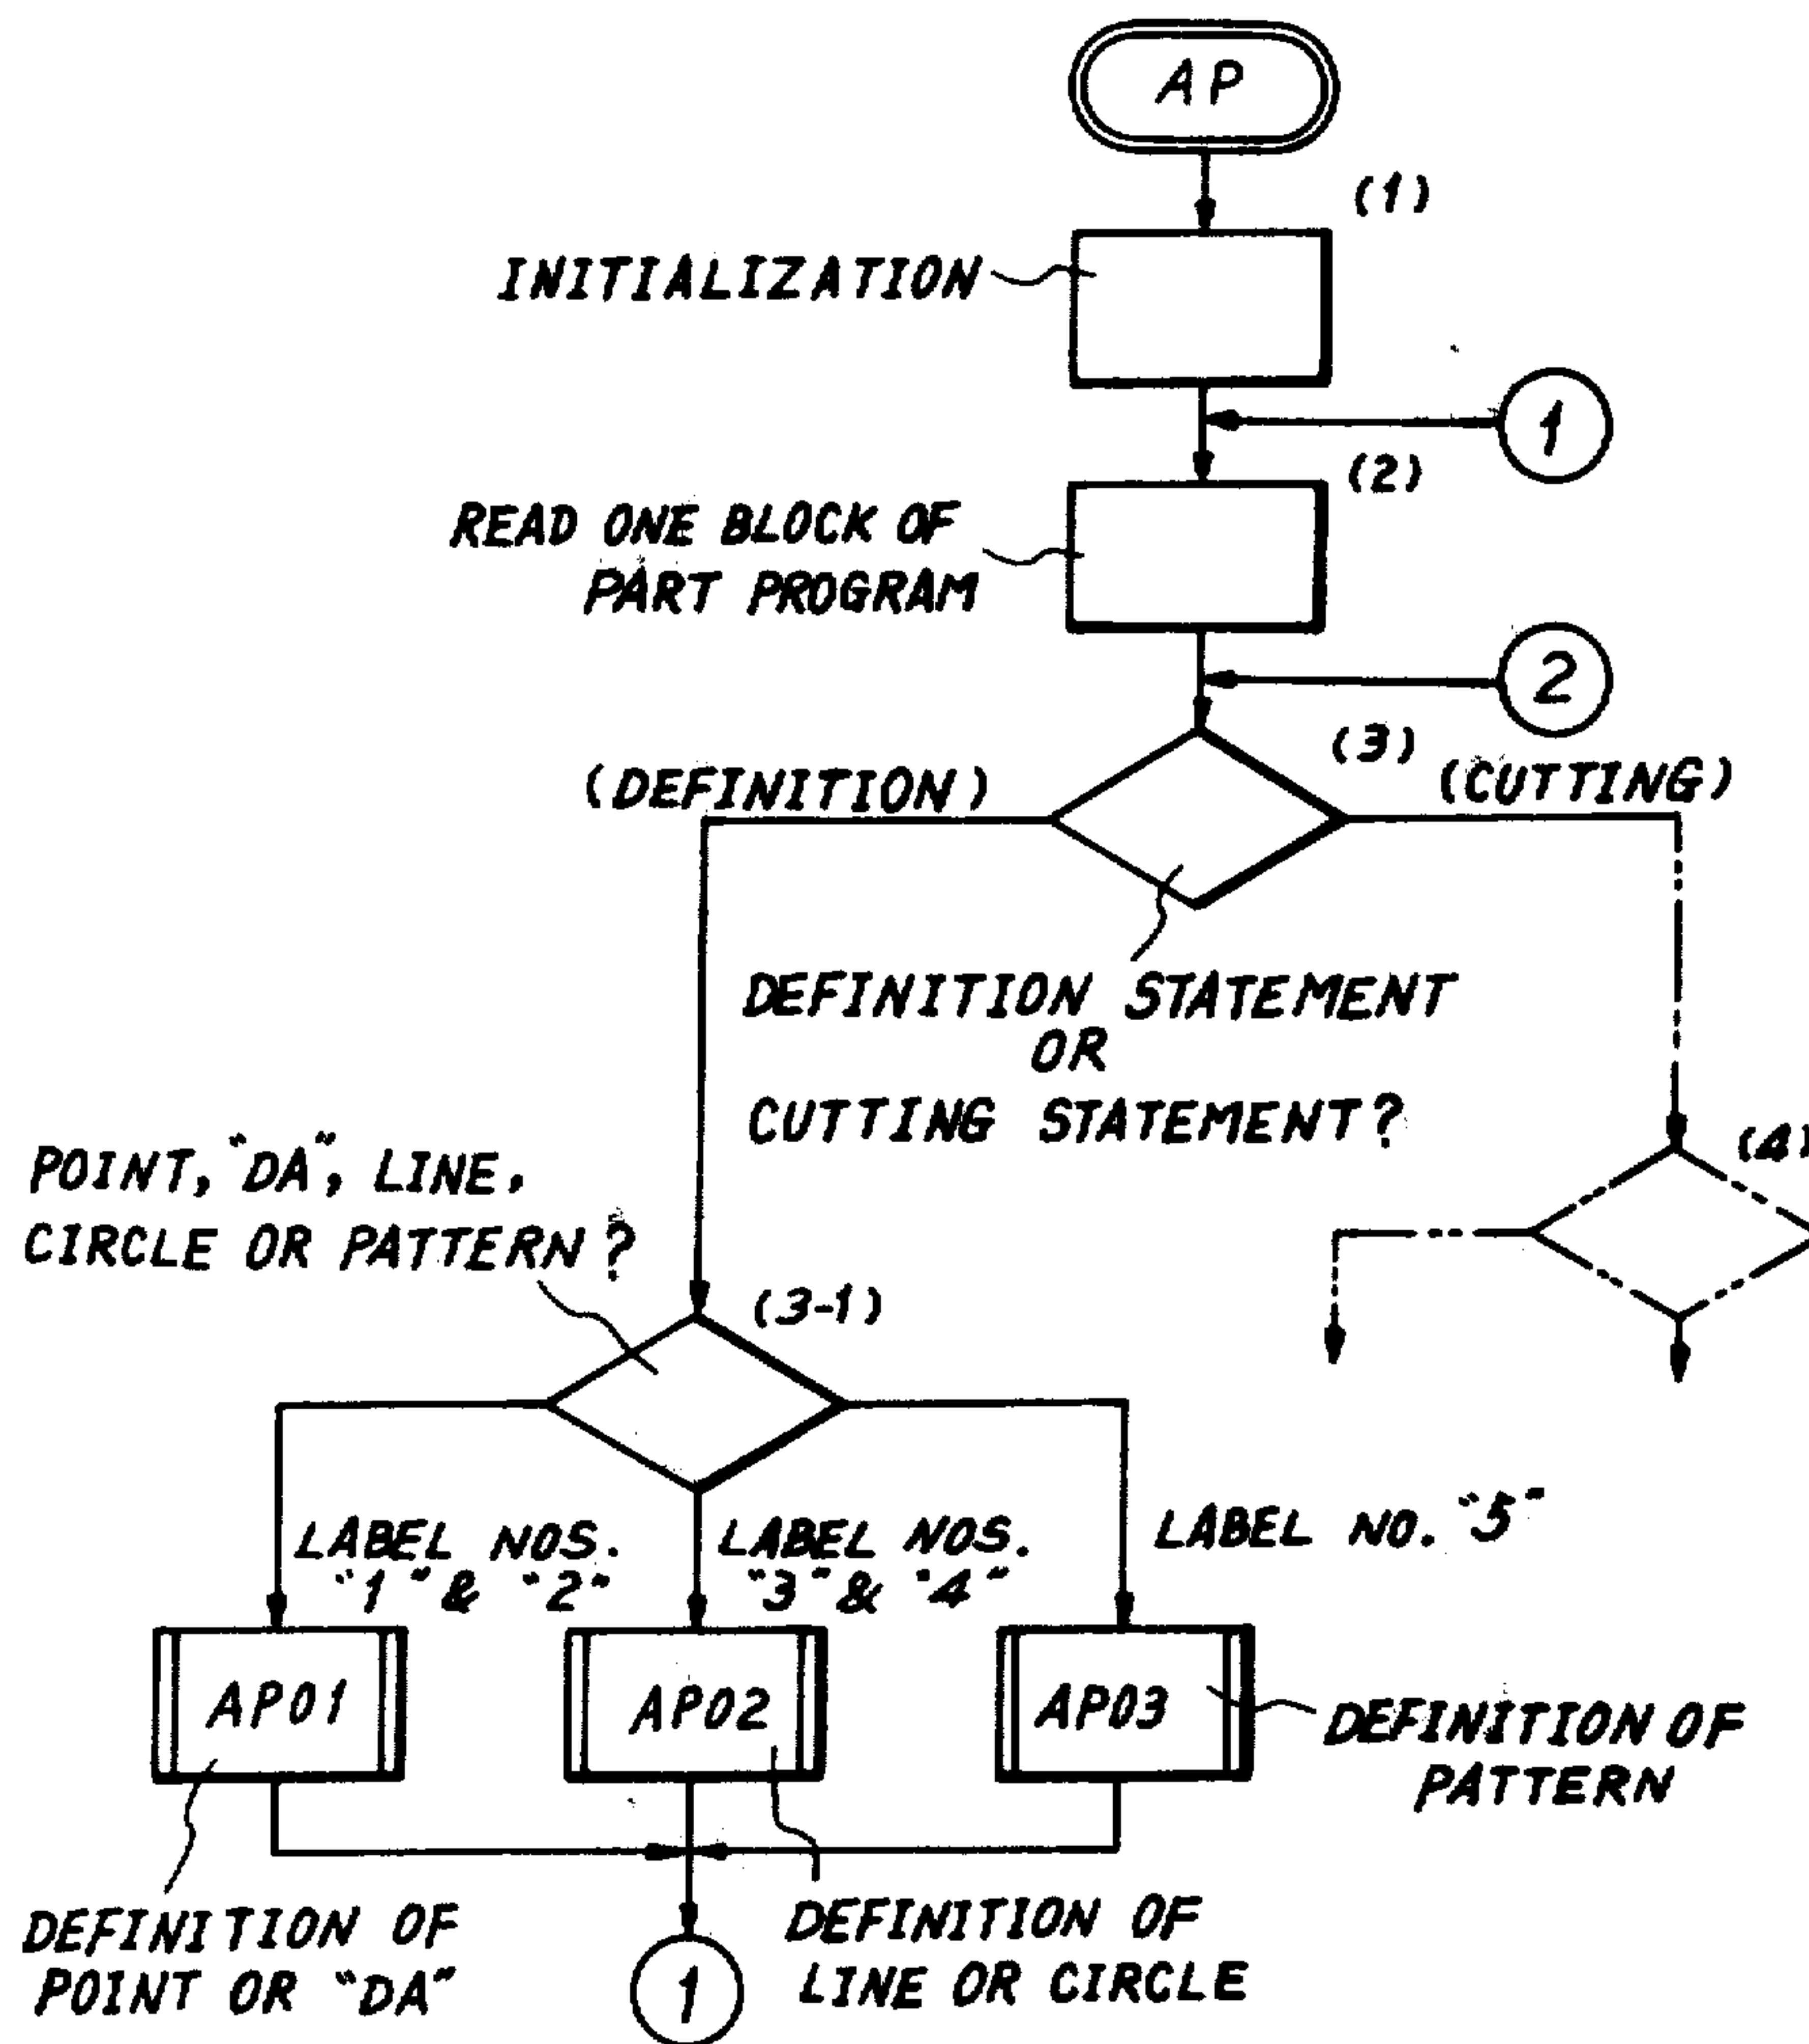 AP
(1)
INITIALIZATION
1
(2)
READ ONE BLOCK OF
PART PROGRAM
2
(3)
(DEFINITION)
(CUTTING)
DEFINITION STATEMENT
OR
CUTTING STATEMENT?
(4)
POINT, "DA", LINE,
CIRCLE OR PATTERN?
(3-1)
LABEL NOS.
"1" & "2"
LABEL NOS.
"3" & "4"
LABEL NO. "5"
AP01
AP02
AP03
DEFINITION OF
PATTERN
DEFINITION OF
POINT OR "DA"
1
DEFINITION OF
LINE OR CIRCLE